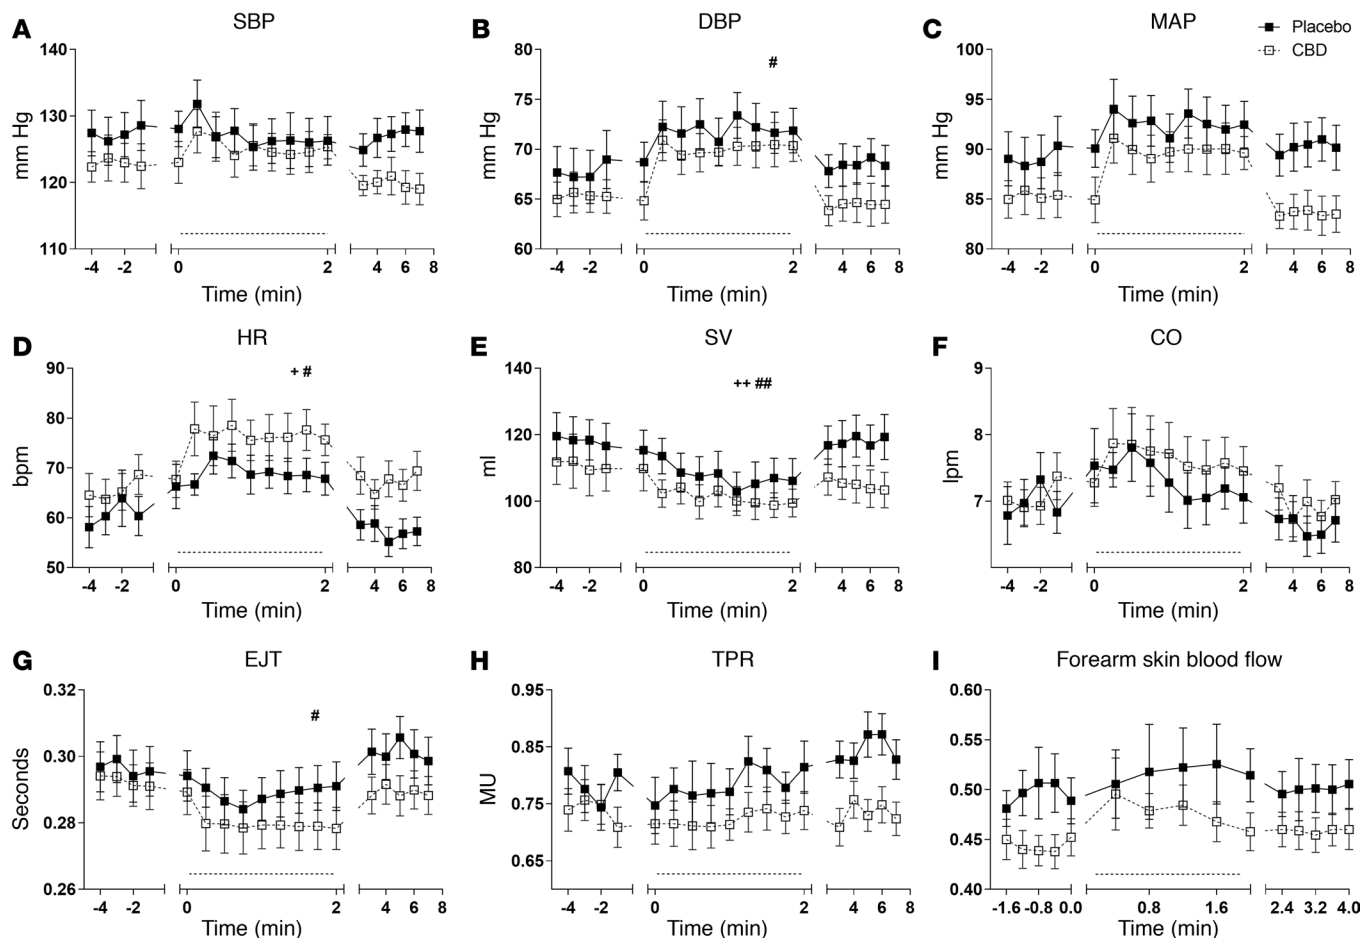 A SBP
mm Hg
140
130
120
110
-4 -2 0 2 4 6 8
Time (min)
B DBP
mm Hg
80
75
70
65
60
#
-4 -2 0 2 4 6 8
Time (min)
C MAP
mm Hg
100
95
90
85
80
Placebo
CBD
-4 -2 0 2 4 6 8
Time (min)
D HR
bpm
90
80
70
60
50
+ #
-4 -2 0 2 4 6 8
Time (min)
E SV
ml
140
120
100
80
++ ##
-4 -2 0 2 4 6 8
Time (min)
F CO
lpm
9
8
7
-4 -2 0 2 4 6 8
Time (min)
G EJT
Seconds
0.32
0.30
0.28
0.26
#
-4 -2 0 2 4 6 8
Time (min)
H TPR
MU
0.95
0.85
0.75
0.65
-4 -2 0 2 4 6 8
Time (min)
I Forearm skin blood flow
0.60
0.55
0.50
0.45
0.40
-1.6 -0.8 0.0 0.8 1.6 2.4 3.2 4.0
Time (min)